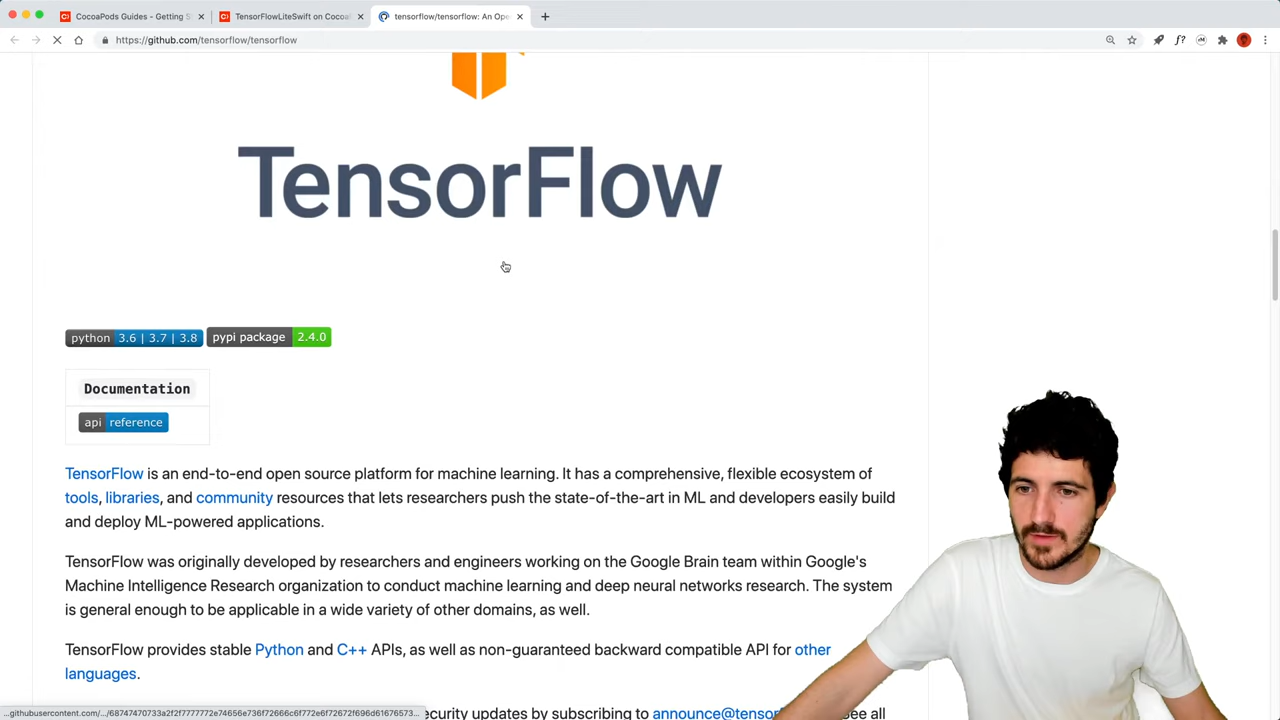 CocoaPods Guides - Getting S
TensorFlowLiteSwift on Cocoa
tensorflow/tensorflow: An Ope
https://github.com/tensorflow/tensorflow
f?
TensorFlow
python 3.6 | 3.7 | 3.8 pypi package 2.4.0
Documentation
api reference
TensorFlow is an end-to-end open source platform for machine learning. It has a comprehensive, flexible ecosystem of
tools, libraries, and community resources that lets researchers push the state-of-the-art in ML and developers easily build
and deploy ML-powered applications.
TensorFlow was originally developed by researchers and engineers working on the Google Brain team within Google's
Machine Intelligence Research organization to conduct machine learning and deep neural networks research. The system
is general enough to be applicable in a wide variety of other domains, as well.
TensorFlow provides stable Python and C++ APIs, as well as non-guaranteed backward compatible API for other
languages.
ecurity updates by subscribing to announce@tensorf ee all